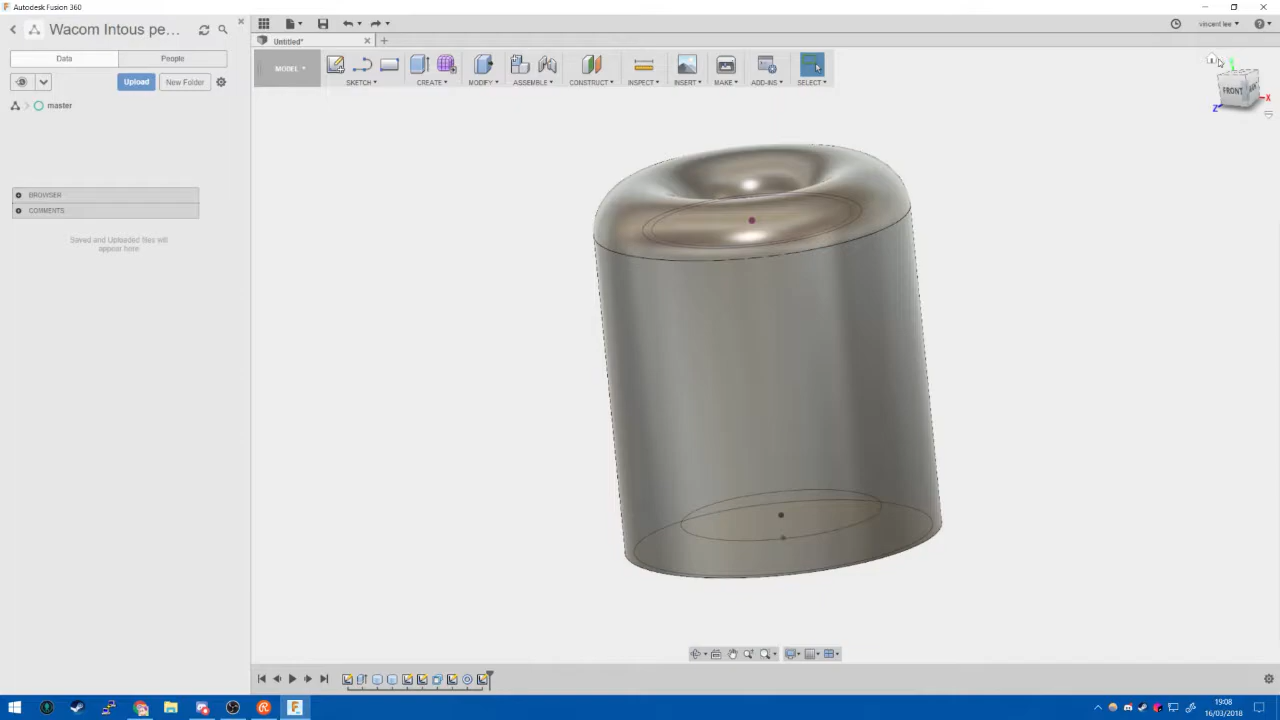 Autodesk Fusion 360
Wacom Intous pe...
vincent lee
Data
People
Untitled*
Upload
New Folder
MODEL
SKETCH
CREATE
MODIFY
ASSEMBLE
CONSTRUCT
INSPECT
INSERT
MAKE
ADD-INS
SELECT
FRONT
X
Z
master
BROWSER
COMMENTS
Saved and Uploaded files will
appear here
19:08
16/03/2018